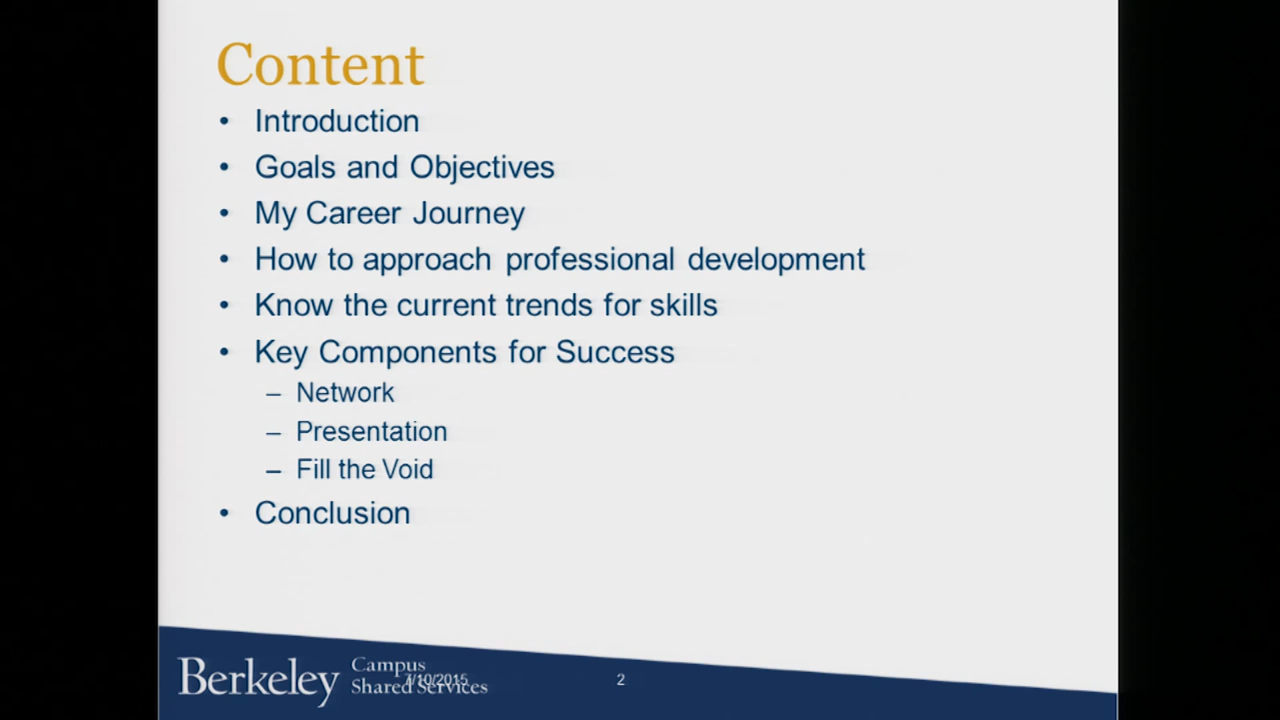 Content
• Introduction
• Goals and Objectives
• My Career Journey
• How to approach professional development
• Know the current trends for skills
• Key Components for Success
– Network
– Presentation
– Fill the Void
• Conclusion
Berkeley
Campus
Shared Services
2